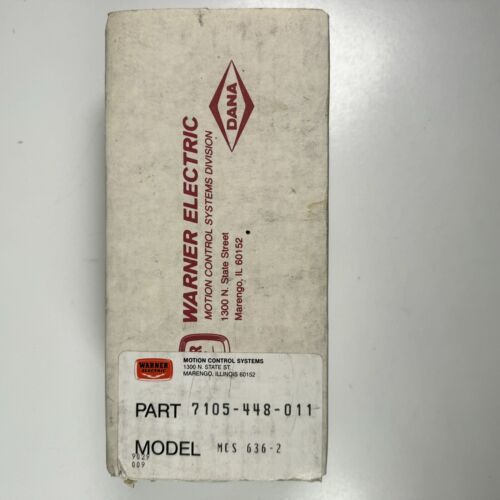 DANA
WARNER ELECTRIC
MOTION CONTROL SYSTEMS DIVISION
1300 N. State Street
Marengo, IL 60152
WARNER
ELECTRIC
MOTION CONTROL SYSTEMS
1300 N. STATE ST.
MARENGO, ILLINOIS 60152
PART 7105-448-011
MODEL MCS 636-2
9029
009